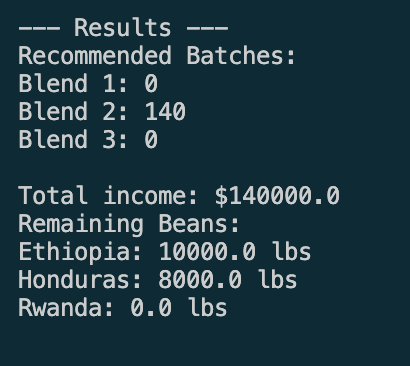 --- Results ---
Recommended Batches:
Blend 1: 0
Blend 2: 140
Blend 3: 0
Total income: $140000.0
Remaining Beans:
Ethiopia: 10000.0 lbs
Honduras: 8000.0 lbs
Rwanda: 0.0 lbs